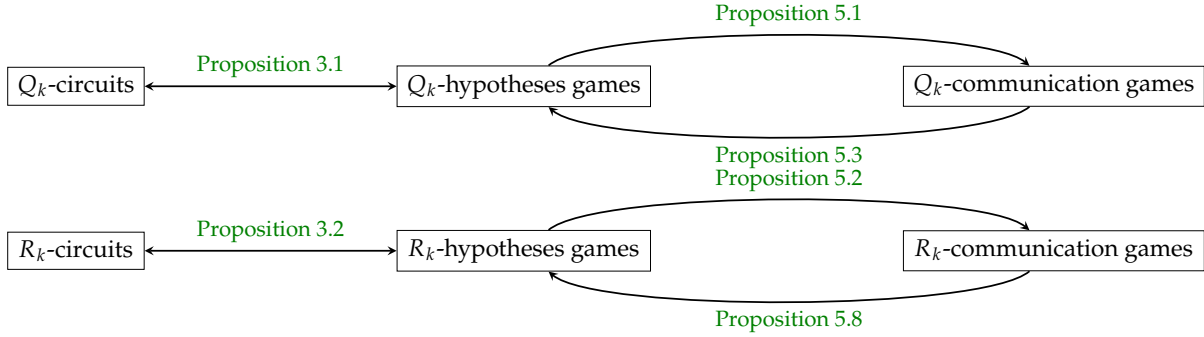 Proposition 5.1
Proposition 3.1
Q_k-circuits
Q_k-hypotheses games
Q_k-communication games
Proposition 5.3
Proposition 5.2
Proposition 3.2
R_k-circuits
R_k-hypotheses games
R_k-communication games
Proposition 5.8